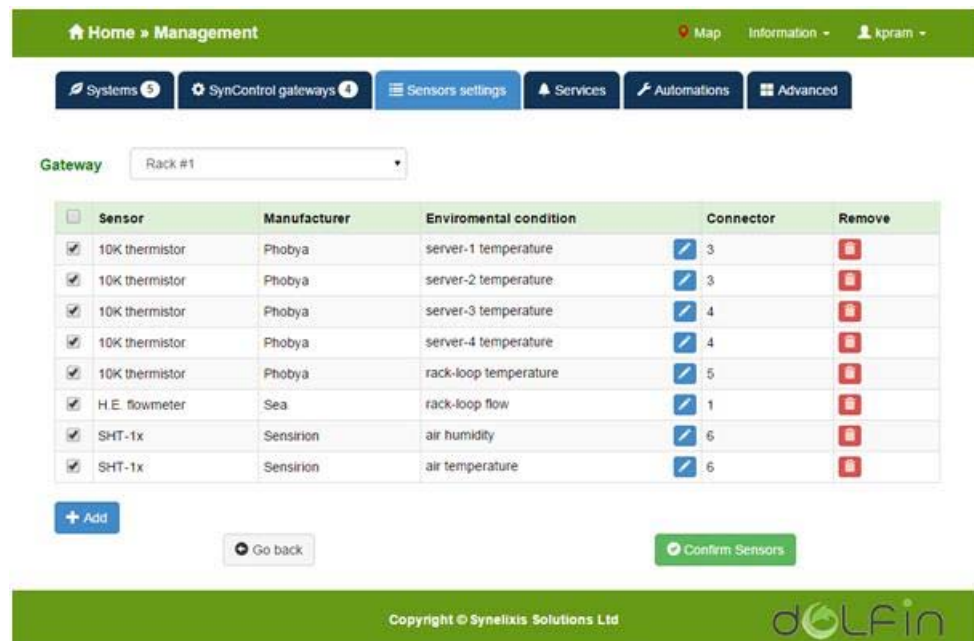 Home » Management Map Information kpram
Systems 5 SynControl gateways 4 Sensors settings Services Automations Advanced
Gateway Rack #1
Sensor Manufacturer Enviromental condition Connector Remove
10K thermistor Phobya server-1 temperature 3
10K thermistor Phobya server-2 temperature 3
10K thermistor Phobya server-3 temperature 4
10K thermistor Phobya server-4 temperature 4
10K thermistor Phobya rack-loop temperature 5
H.E. flowmeter Sea rack-loop flow 1
SHT-1x Sensirion air humidity 6
SHT-1x Sensirion air temperature 6
Add
Go back Confirm Sensors
Copyright © Synelixis Solutions Ltd dOLFin